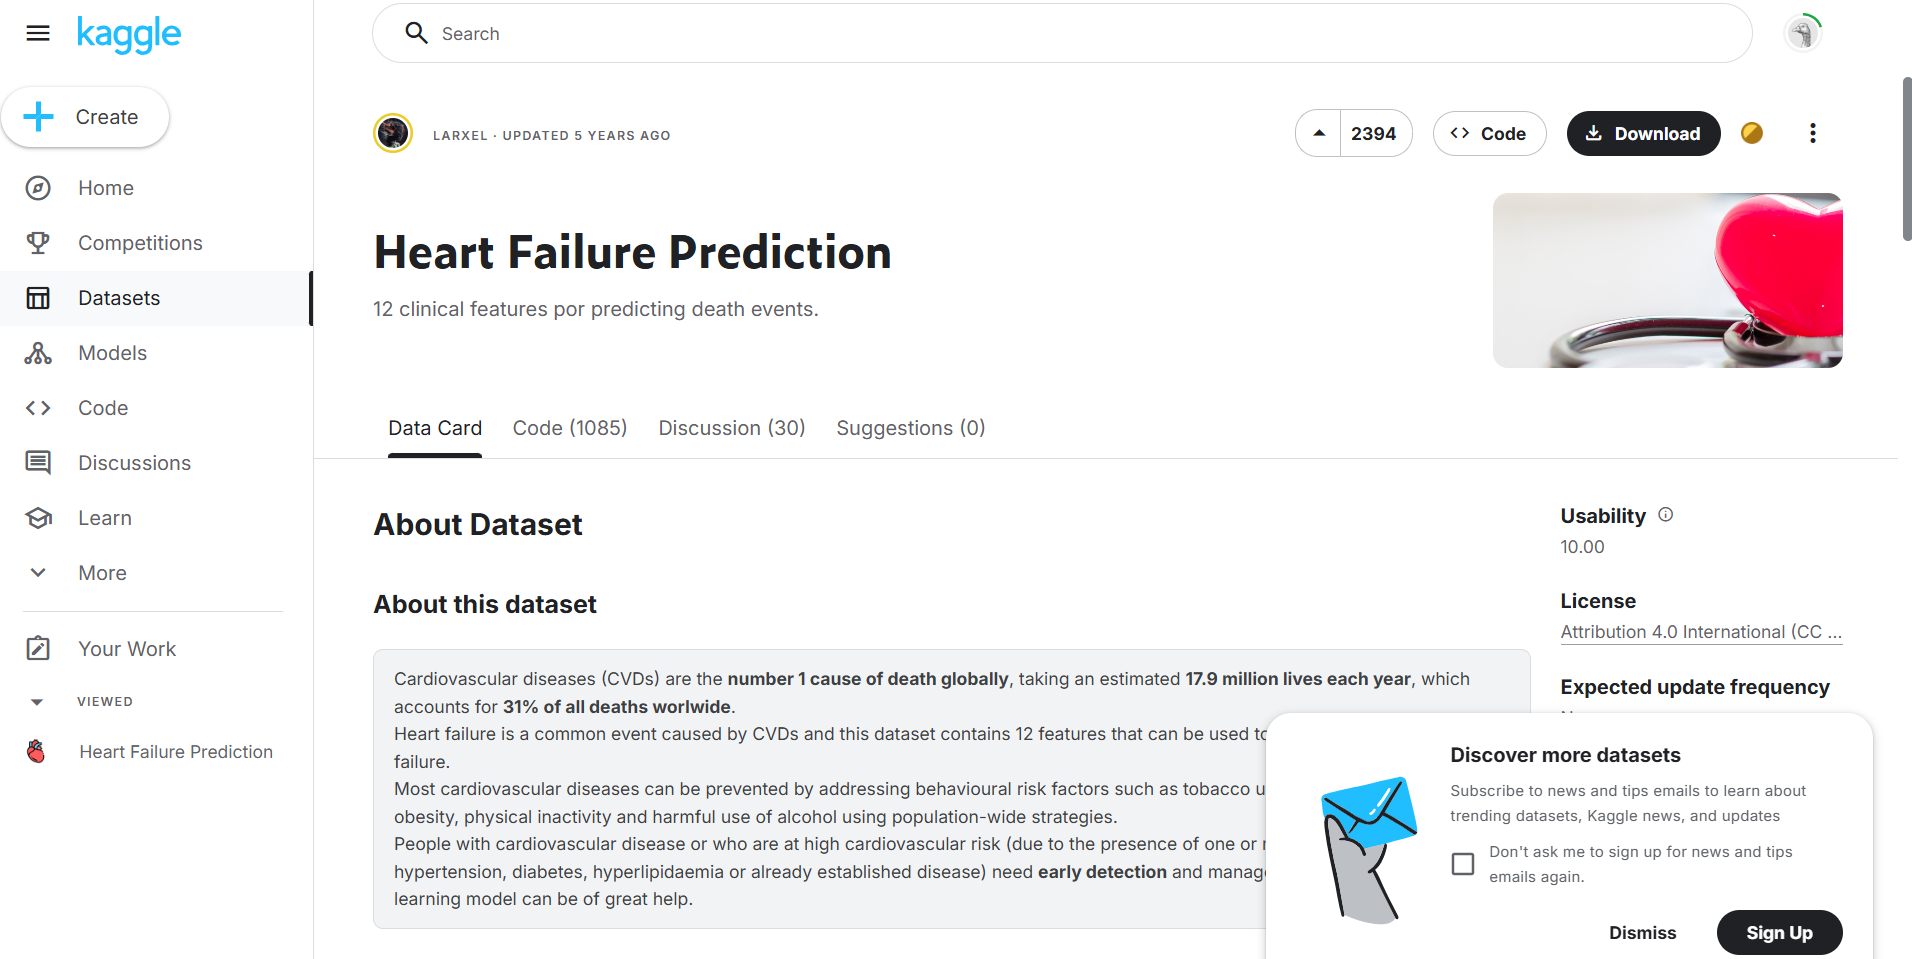 kaggle
Search
Create
Home
Competitions
Datasets
Models
Code
Discussions
Learn
More
Your Work
VIEWED
Heart Failure Prediction
LARXEL · UPDATED 5 YEARS AGO
2394
Code
Download
Heart Failure Prediction
12 clinical features por predicting death events.
Data Card
Code (1085)
Discussion (30)
Suggestions (0)
About Dataset
About this dataset
Cardiovascular diseases (CVDs) are the number 1 cause of death globally, taking an estimated 17.9 million lives each year, which
accounts for 31% of all deaths worlwide.
Heart failure is a common event caused by CVDs and this dataset contains 12 features that can be used to
failure.
Most cardiovascular diseases can be prevented by addressing behavioural risk factors such as tobacco
obesity, physical inactivity and harmful use of alcohol using population-wide strategies.
People with cardiovascular disease or who are at high cardiovascular risk (due to the presence of one or
hypertension, diabetes, hyperlipidaemia or already established disease) need early detection and
learning model can be of great help.
Usability
10.00
License
Attribution 4.0 International (CC ...
Expected update frequency
Discover more datasets
Subscribe to news and tips emails to learn about
trending datasets, Kaggle news, and updates
Don't ask me to sign up for news and tips
emails again.
Dismiss
Sign Up